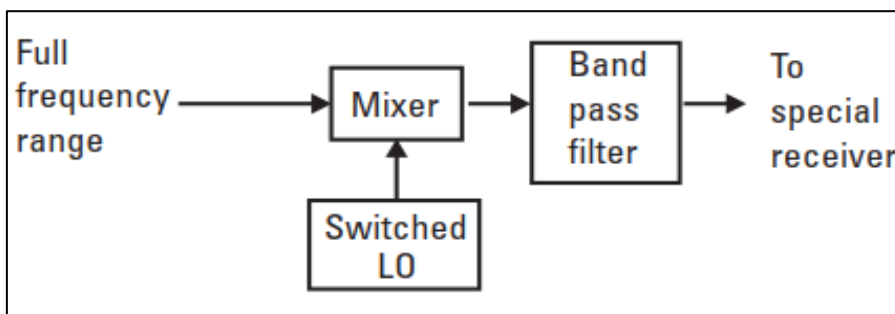 Full
frequency
range
Mixer
Switched
LO
Band
pass
filter
To
special
receiver